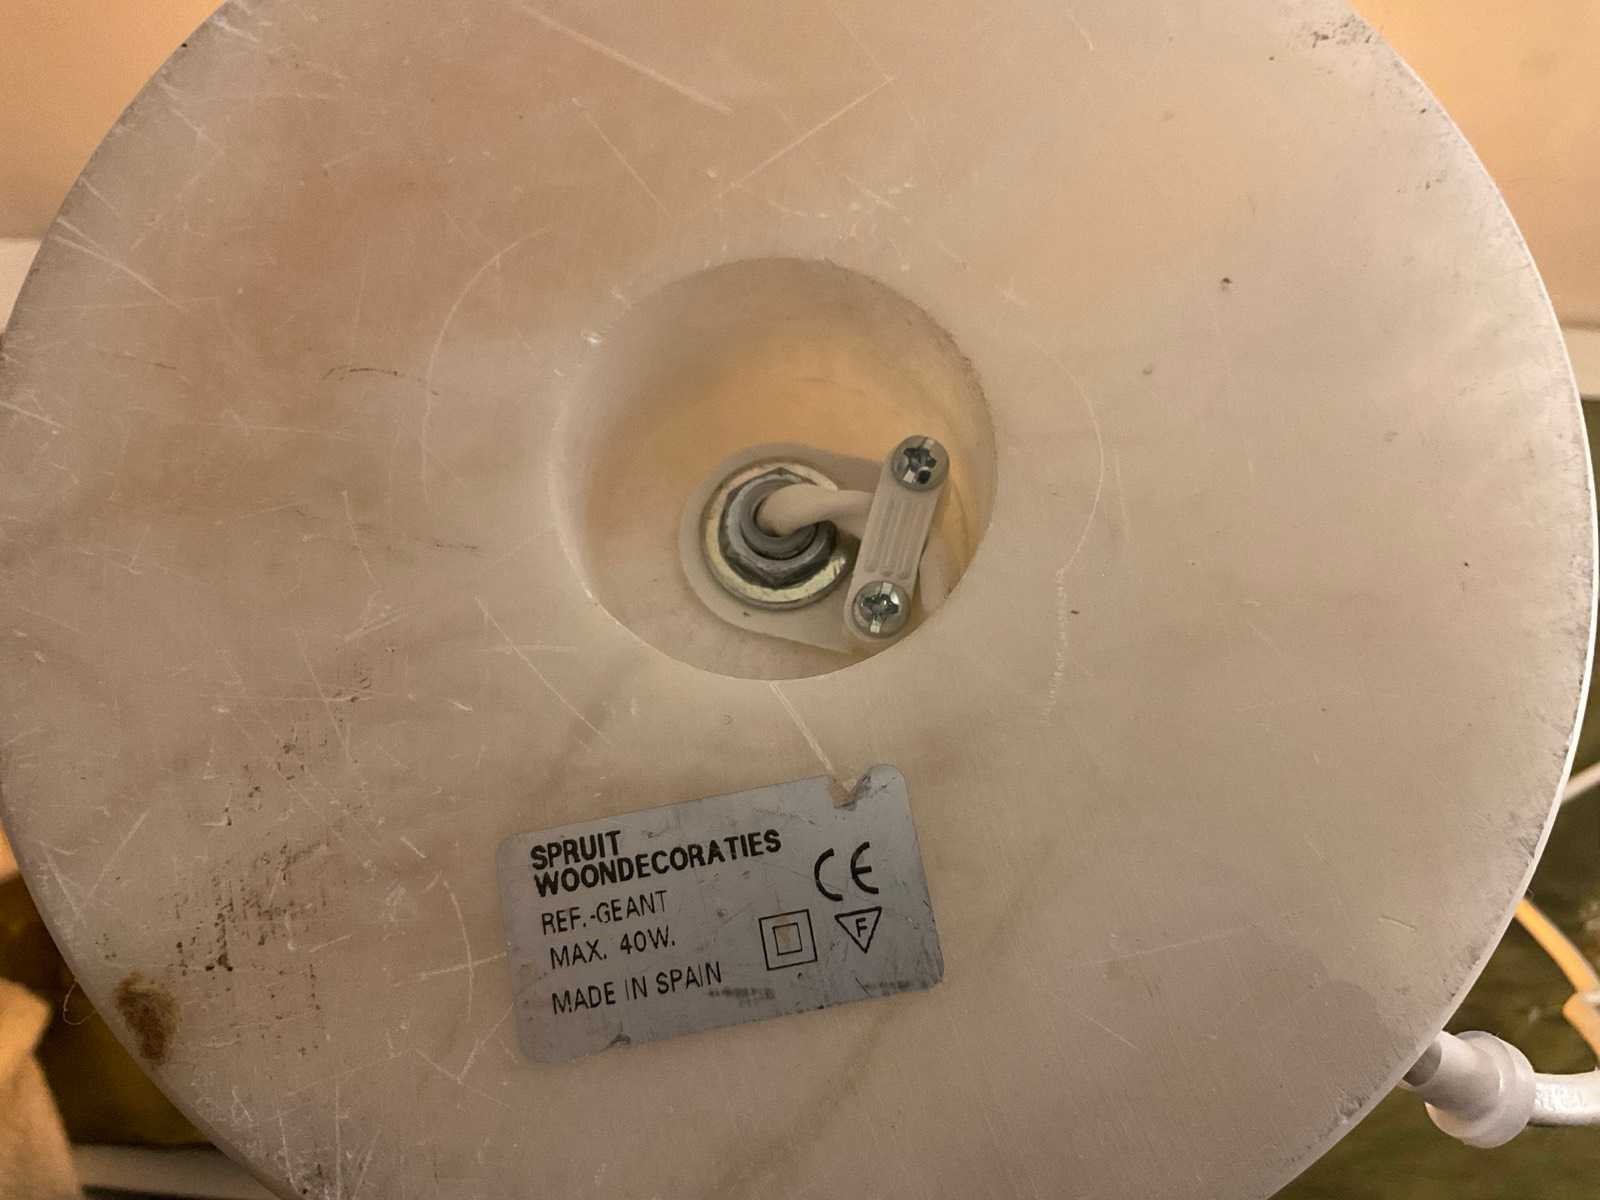 SPRUIT
WOONDECORATIES
REF.-GEANT
MAX. 40W.
MADE IN SPAIN
CE
F